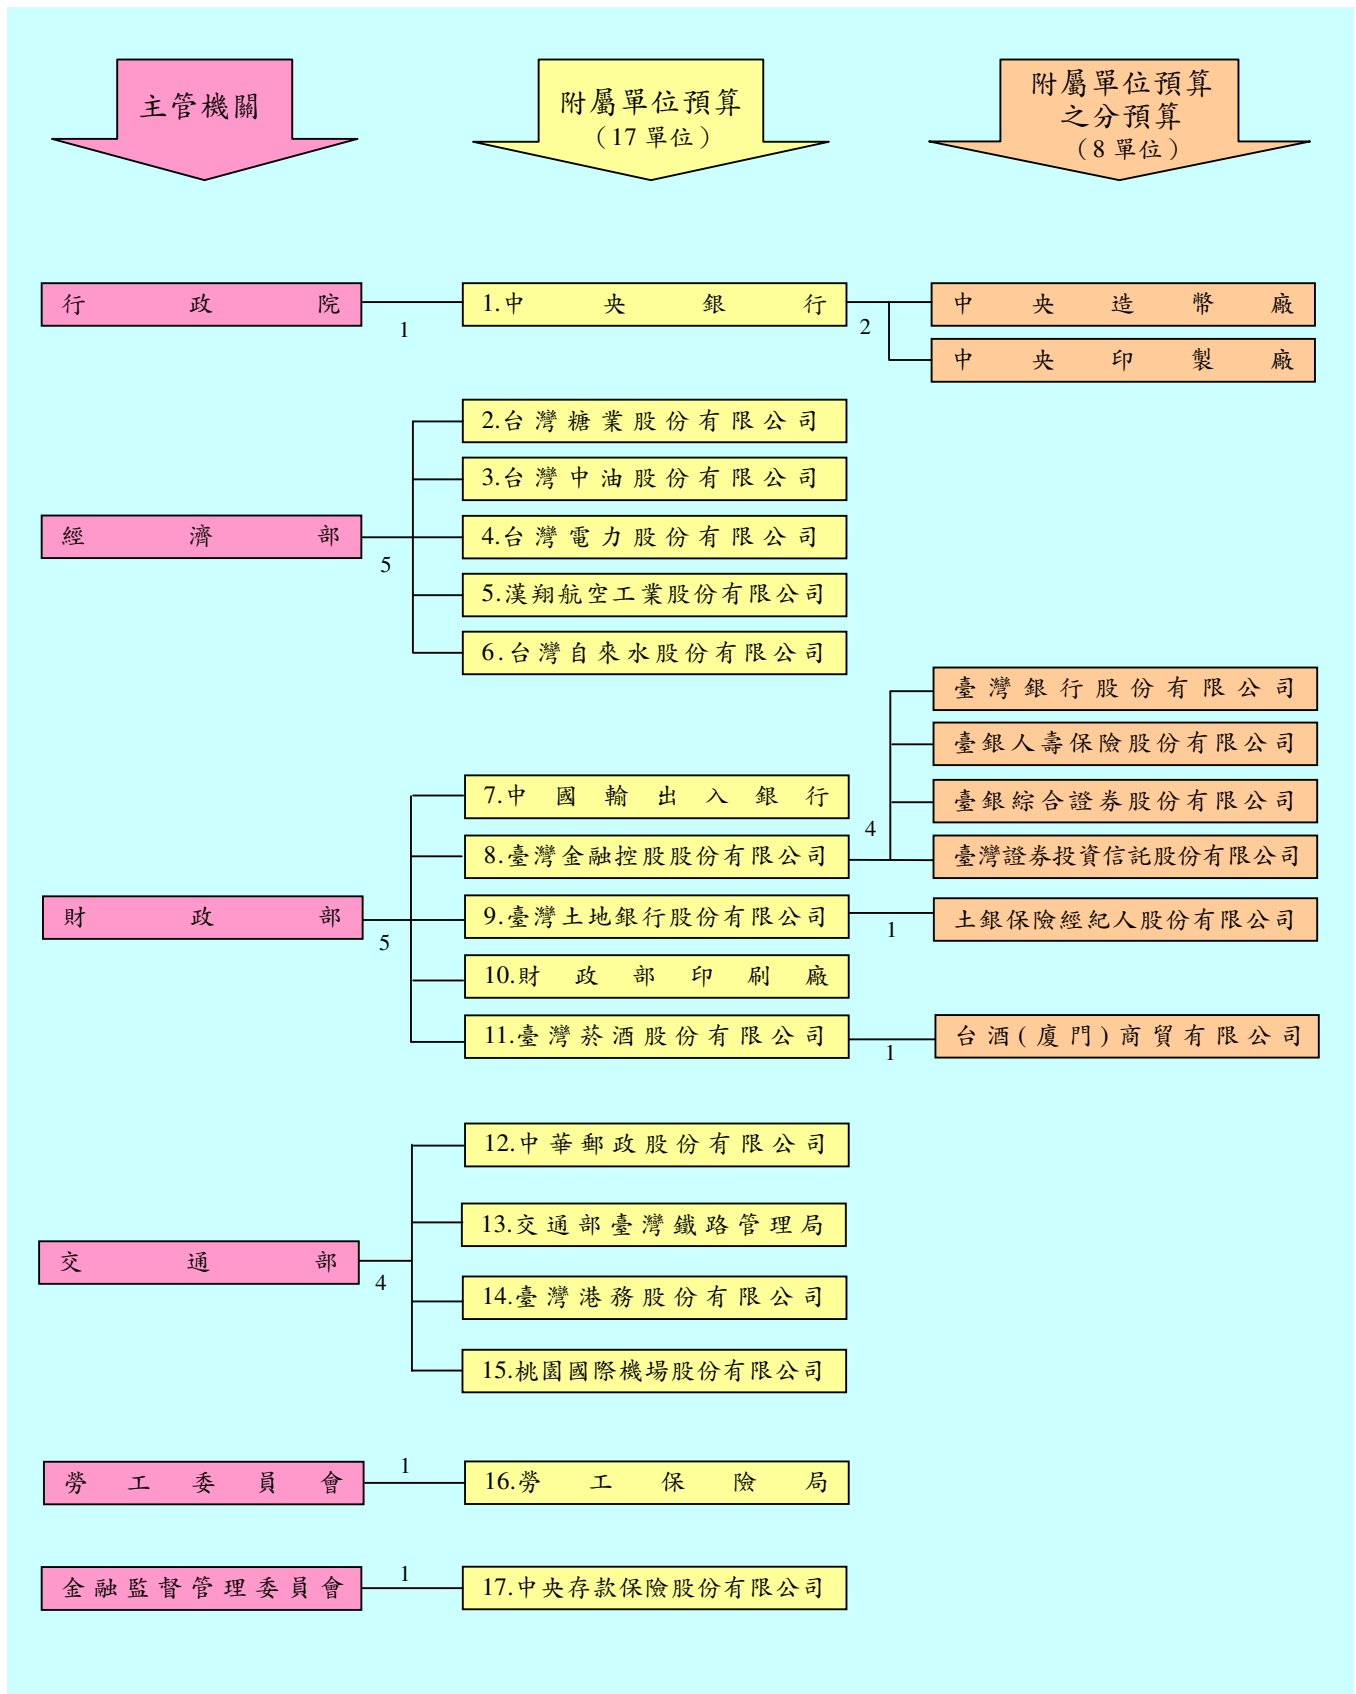 主管機關
附屬單位預算
（17 單位）
附屬單位預算
之分預算
（8 單位）
行政院
1
1.中央銀行
2
中央造幣廠
中央印製廠
經濟部
5
2.台灣糖業股份有限公司
3.台灣中油股份有限公司
4.台灣電力股份有限公司
5.漢翔航空工業股份有限公司
6.台灣自來水股份有限公司
財政部
5
7.中國輸出入銀行
8.臺灣金融控股股份有限公司
4
臺灣銀行股份有限公司
臺銀人壽保險股份有限公司
臺銀綜合證券股份有限公司
臺灣證券投資信託股份有限公司
9.臺灣土地銀行股份有限公司
1
土銀保險經紀人股份有限公司
10.財政部印刷廠
11.臺灣菸酒股份有限公司
1
台酒(廈門)商貿有限公司
交通部
4
12.中華郵政股份有限公司
13.交通部臺灣鐵路管理局
14.臺灣港務股份有限公司
15.桃園國際機場股份有限公司
勞工委員會
1
16.勞工保險局
金融監督管理委員會
1
17.中央存款保險股份有限公司